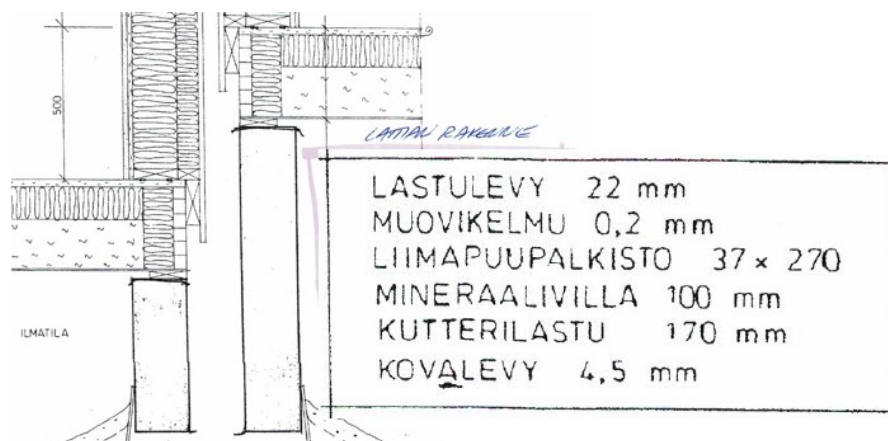 500
LATTIAN RAKENNE
LASTULEVY 22 mm
MUOVIKELMU 0,2 mm
LIIMAPUUPALKISTO 37 × 270
MINERAALIVILLA 100 mm
KUTTERILASTU 170 mm
KOVALEVY 4,5 mm
ILMATILA